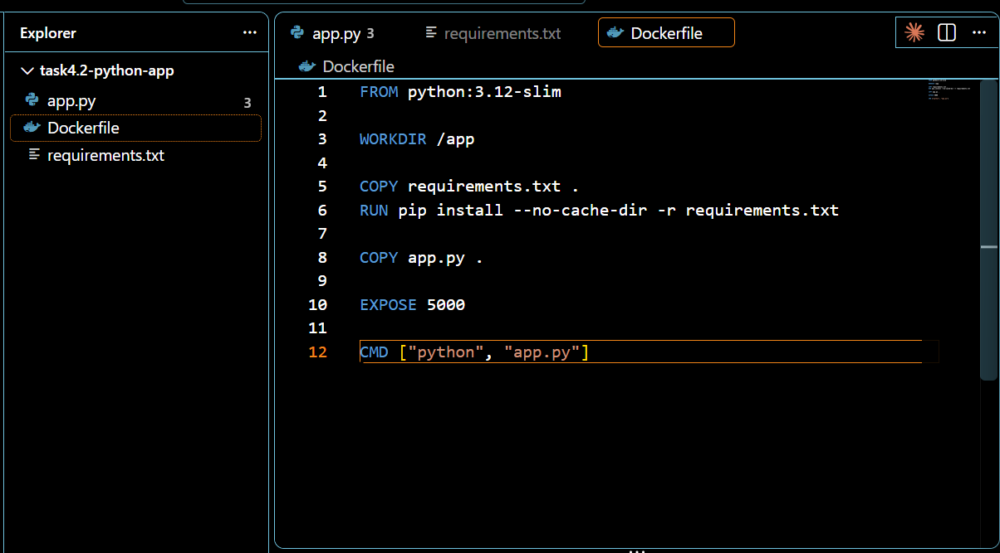 Explorer
task4.2-python-app
app.py 3
Dockerfile
requirements.txt
app.py 3 requirements.txt Dockerfile
Dockerfile
1 FROM python:3.12-slim
2
3 WORKDIR /app
4
5 COPY requirements.txt .
6 RUN pip install --no-cache-dir -r requirements.txt
7
8 COPY app.py .
9
10 EXPOSE 5000
11
12 CMD ["python", "app.py"]